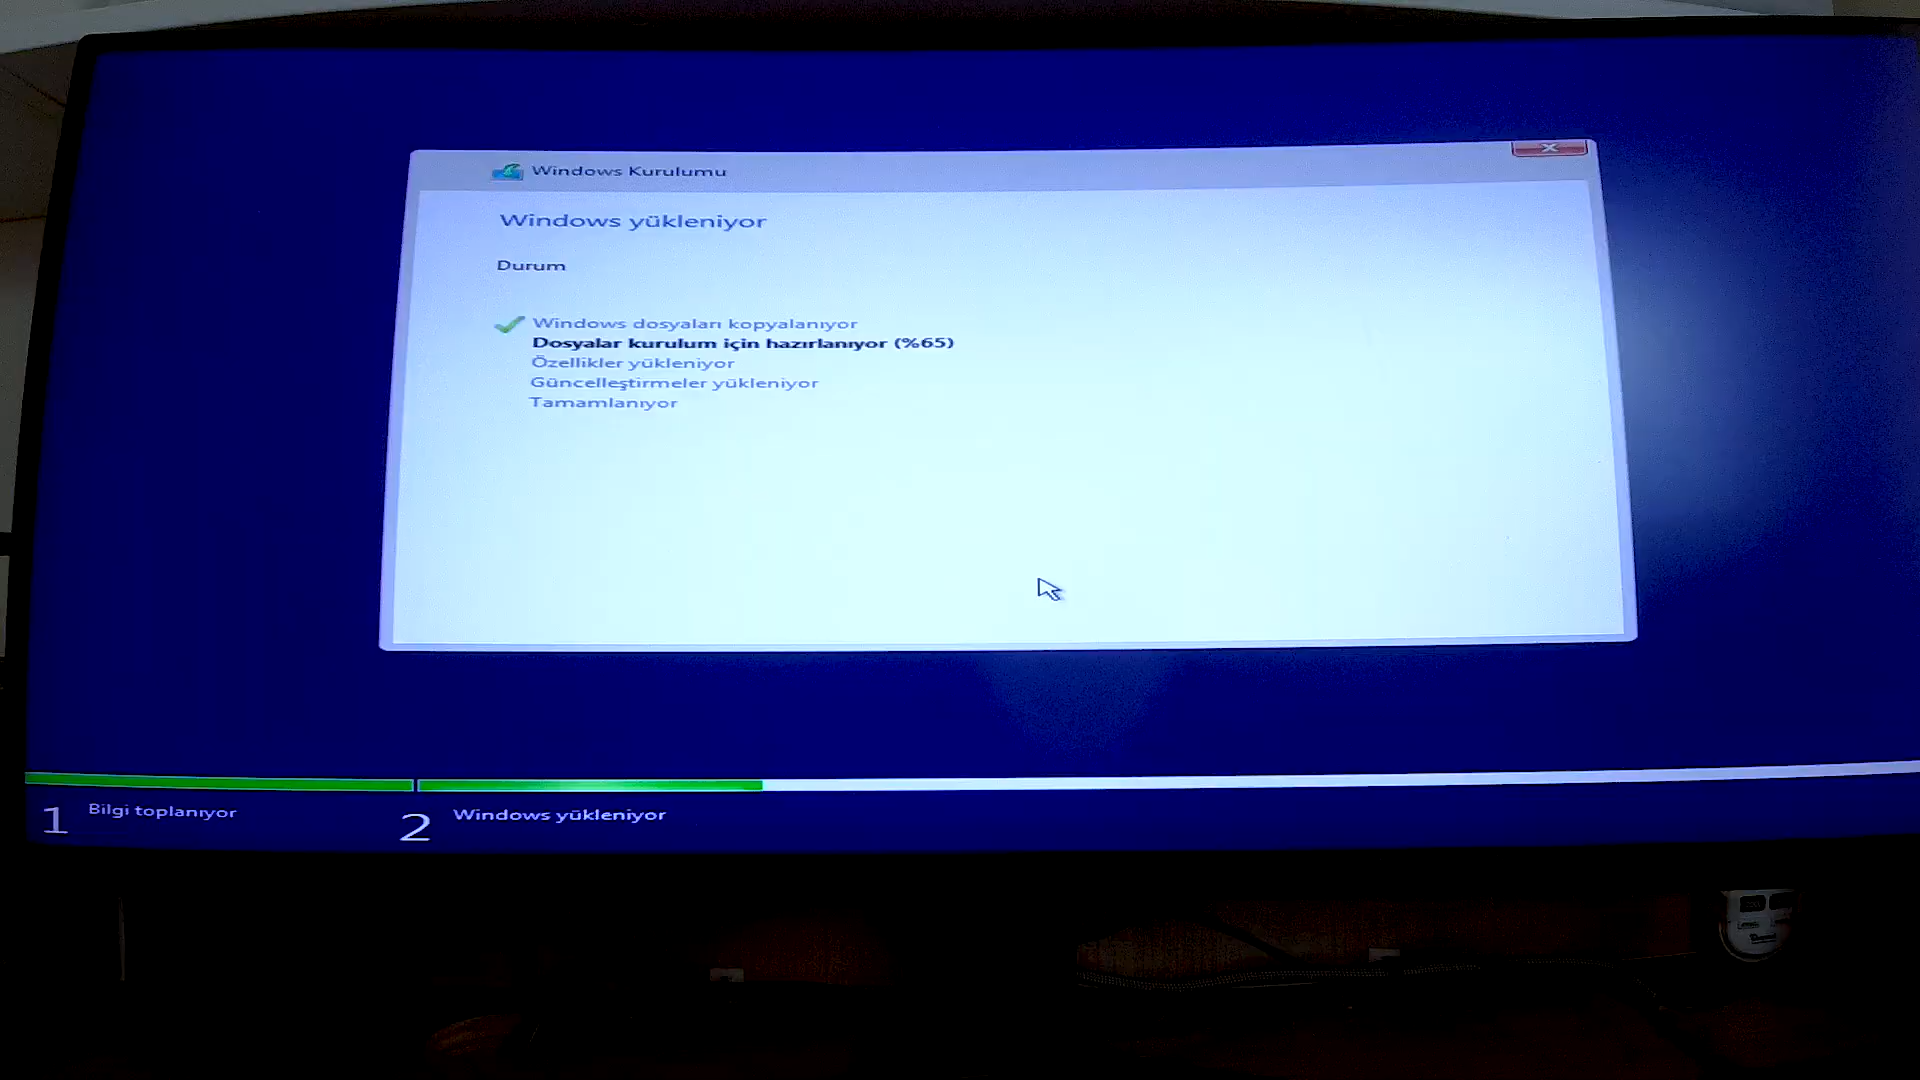 Windows Kurulumu
Windows yükleniyor
Durum
Windows dosyaları kopyalanıyor
Dosyalar kurulum için hazırlanıyor (%65)
Özellikler yükleniyor
Güncelleştirmeler yükleniyor
Tamamlanıyor
1 Bilgi toplanıyor
2 Windows yükleniyor